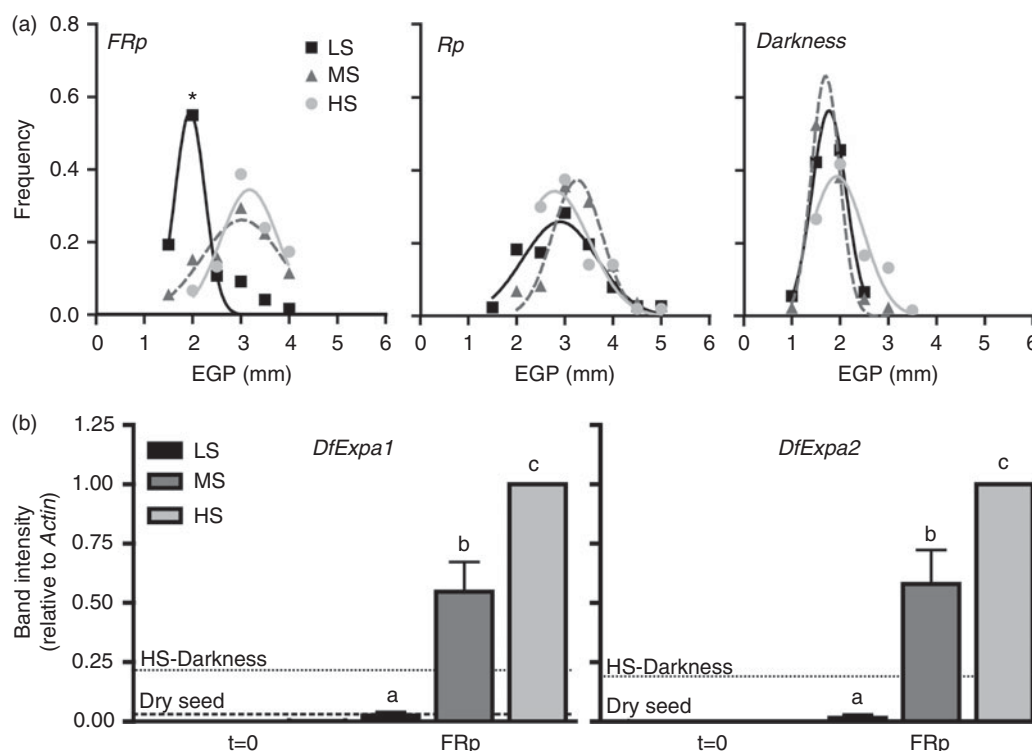 (a)
FRp
LS
MS
HS
*
Rp
Darkness
0.8
0.6
0.4
0.2
0.0
Frequency
0 1 2 3 4 5 6
0 1 2 3 4 5 6
0 1 2 3 4 5 6
EGP (mm)
EGP (mm)
EGP (mm)
(b)
LS
MS
HS
DfExpa1
DfExpa2
1.25
1.00
0.75
0.50
0.25
0.00
Band intensity
(relative to Actin)
HS-Darkness
Dry seed
a
b
c
HS-Darkness
Dry seed
a
b
c
t=0
FRp
t=0
FRp